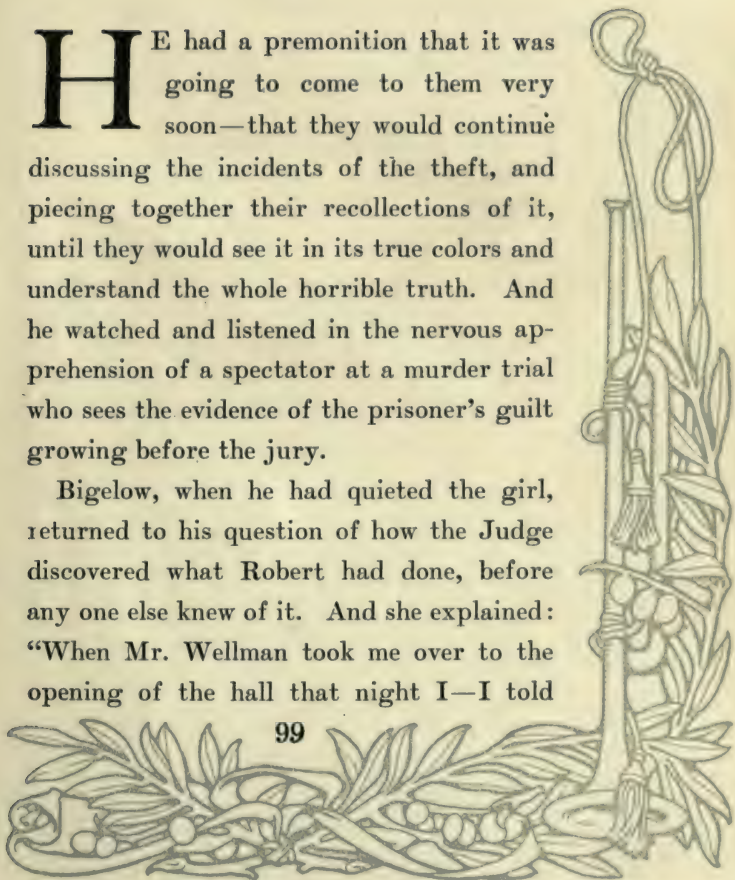 HE had a premonition that it was
going to come to them very
soon—that they would continue
discussing the incidents of the theft, and
piecing together their recollections of it,
until they would see it in its true colors and
understand the whole horrible truth. And
he watched and listened in the nervous ap-
prehension of a spectator at a murder trial
who sees the evidence of the prisoner's guilt
growing before the jury.
Bigelow, when he had quieted the girl,
returned to his question of how the Judge
discovered what Robert had done, before
any one else knew of it. And she explained:
“When Mr. Wellman took me over to the
opening of the hall that night I—I told
99